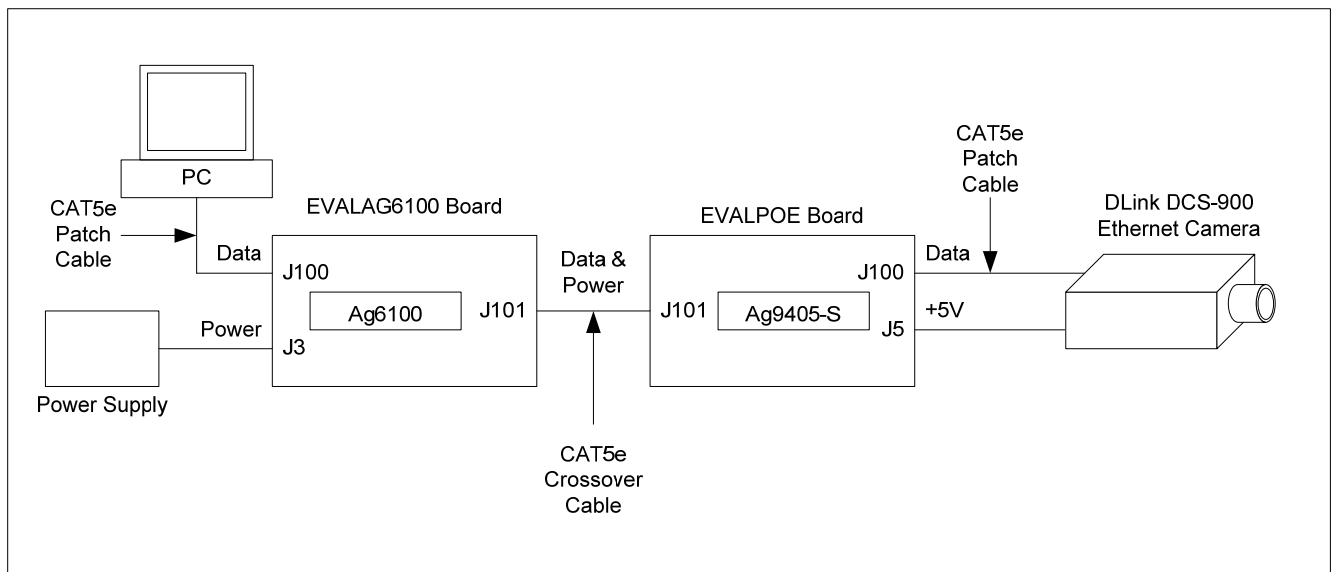 PC
CAT5e
Patch
Cable
Data
Power
Power Supply
EVALAG6100 Board
J100
Ag6100
J101
J3
Data &
Power
CAT5e
Crossover
Cable
EVALPOE Board
J100
J101
Ag9405-S
J5
Data
+5V
CAT5e
Patch
Cable
DLink DCS-900
Ethernet Camera